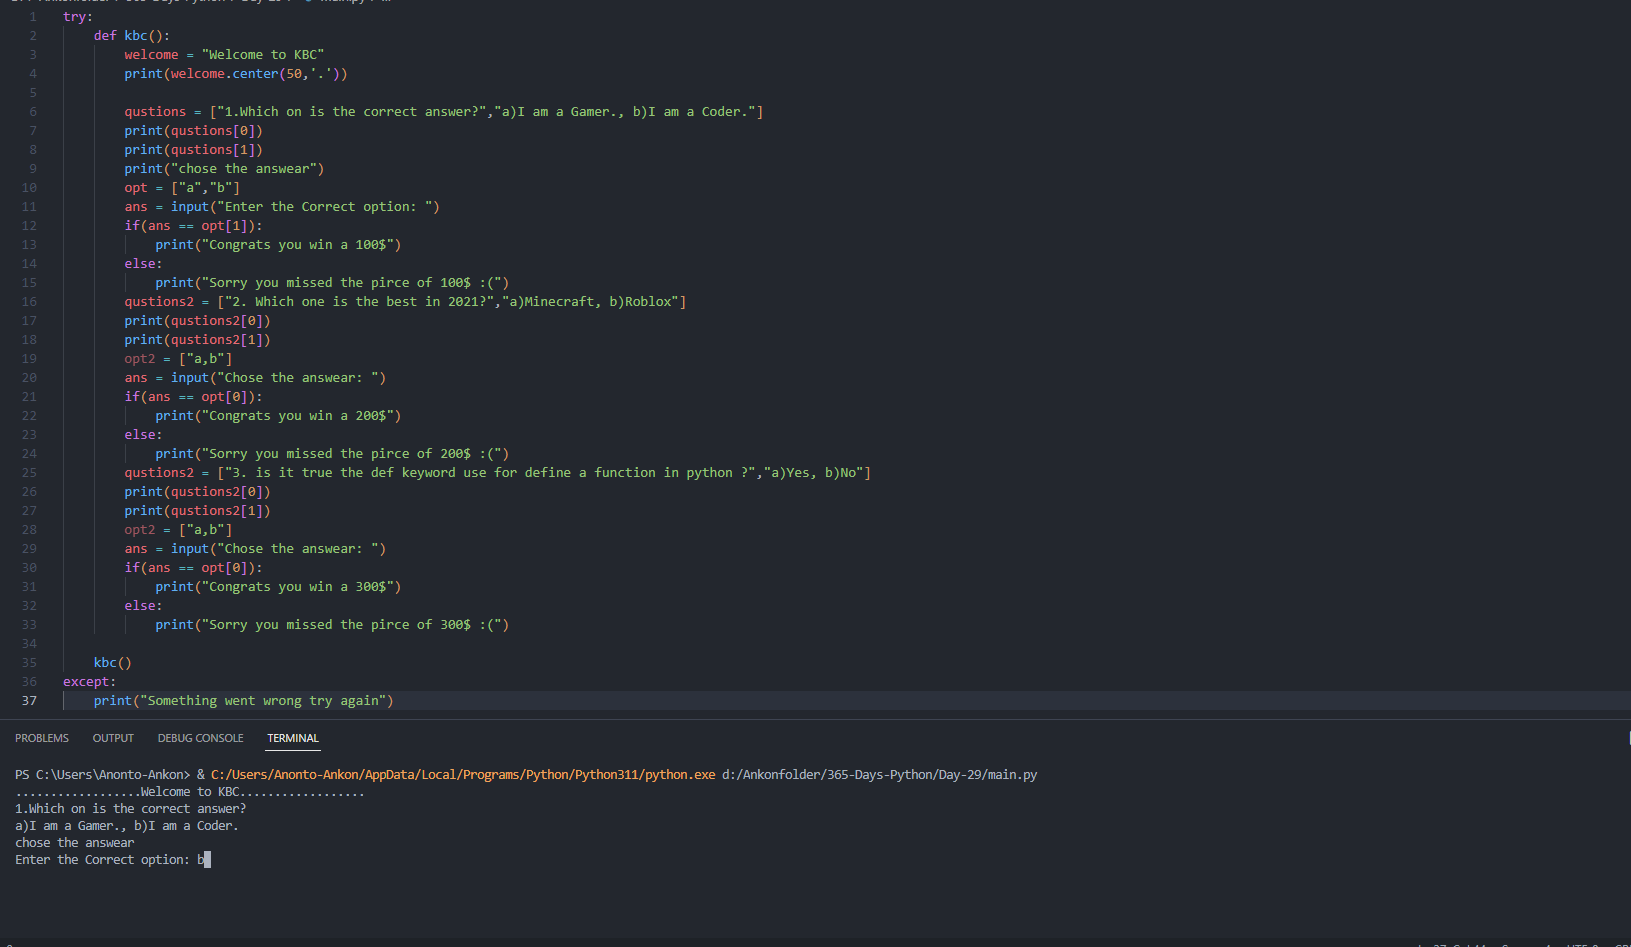 1 try:
2 def kbc():
3 welcome = "Welcome to KBC"
4 print(welcome.center(50,'.'))
5
6 qustions = ["1.Which on is the correct answer?","a)I am a Gamer., b)I am a Coder."]
7 print(qustions[0])
8 print(qustions[1])
9 print("chose the answear")
10 opt = ["a","b"]
11 ans = input("Enter the Correct option: ")
12 if(ans == opt[1]):
13 print("Congrats you win a 100$")
14 else:
15 print("Sorry you missed the pirce of 100$ :(")
16 qustions2 = ["2. Which one is the best in 2021?","a)Minecraft, b)Roblox"]
17 print(qustions2[0])
18 print(qustions2[1])
19 opt2 = ["a,b"]
20 ans = input("Chose the answear: ")
21 if(ans == opt[0]):
22 print("Congrats you win a 200$")
23 else:
24 print("Sorry you missed the pirce of 200$ :(")
25 qustions2 = ["3. is it true the def keyword use for define a function in python ?","a)Yes, b)No"]
26 print(qustions2[0])
27 print(qustions2[1])
28 opt2 = ["a,b"]
29 ans = input("Chose the answear: ")
30 if(ans == opt[0]):
31 print("Congrats you win a 300$")
32 else:
33 print("Sorry you missed the pirce of 300$ :(")
34
35 kbc()
36 except:
37 print("Something went wrong try again")
PROBLEMS OUTPUT DEBUG CONSOLE TERMINAL
PS C:\Users\Anonto-Ankon> & C:/Users/Anonto-Ankon/AppData/Local/Programs/Python/Python311/python.exe d:/Ankonfolder/365-Days-Python/Day-29/main.py
..................Welcome to KBC..................
1.Which on is the correct answer?
a)I am a Gamer., b)I am a Coder.
chose the answear
Enter the Correct option: b